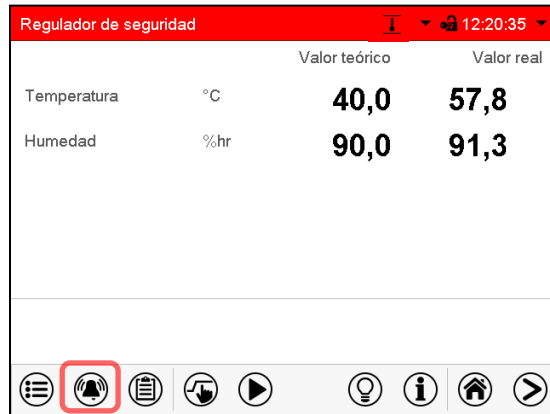 Regulador de seguridad 12:20:35
Valor teórico Valor real
Temperatura °C 40,0 57,8
Humedad %hr 90,0 91,3